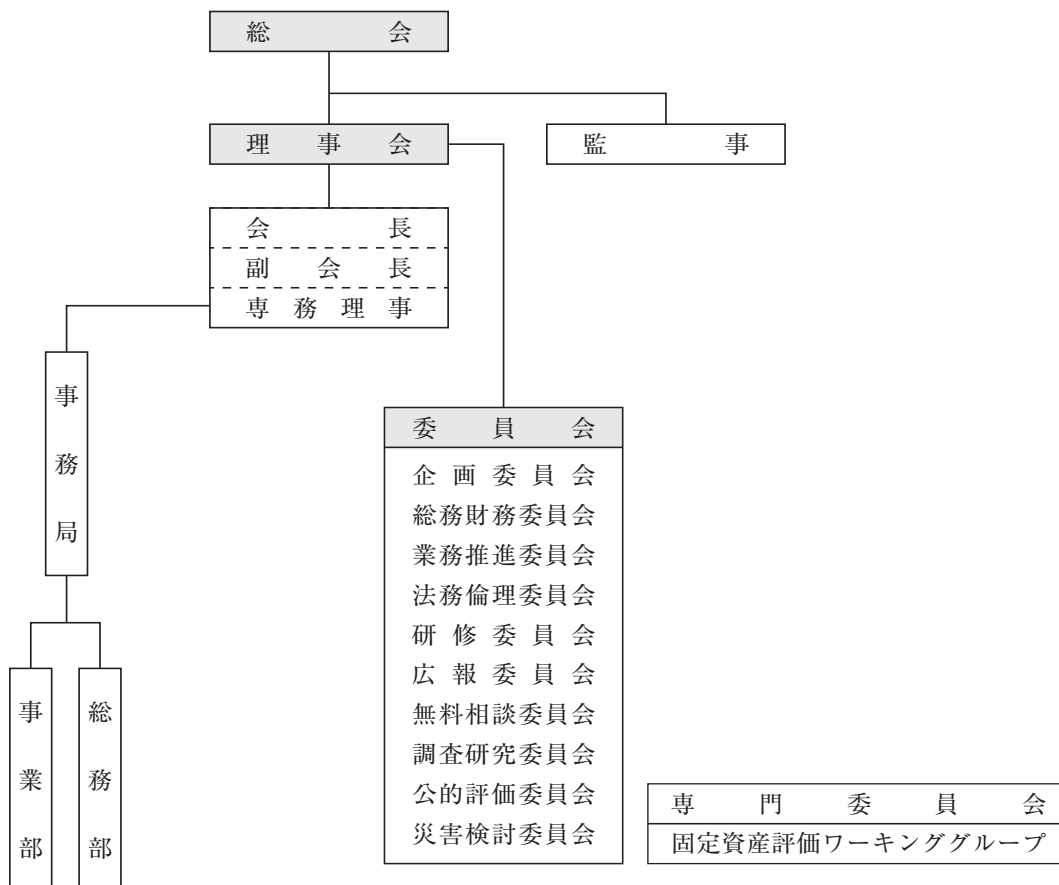 総会
理事会
監事
会長
副会長
専務理事
事務局
事業部
総務部
委員会
企画委員会
総務財務委員会
業務推進委員会
法務倫理委員会
研修委員会
広報委員会
無料相談委員会
調査研究委員会
公的評価委員会
災害検討委員会
専門委員会
固定資産評価ワーキンググループ